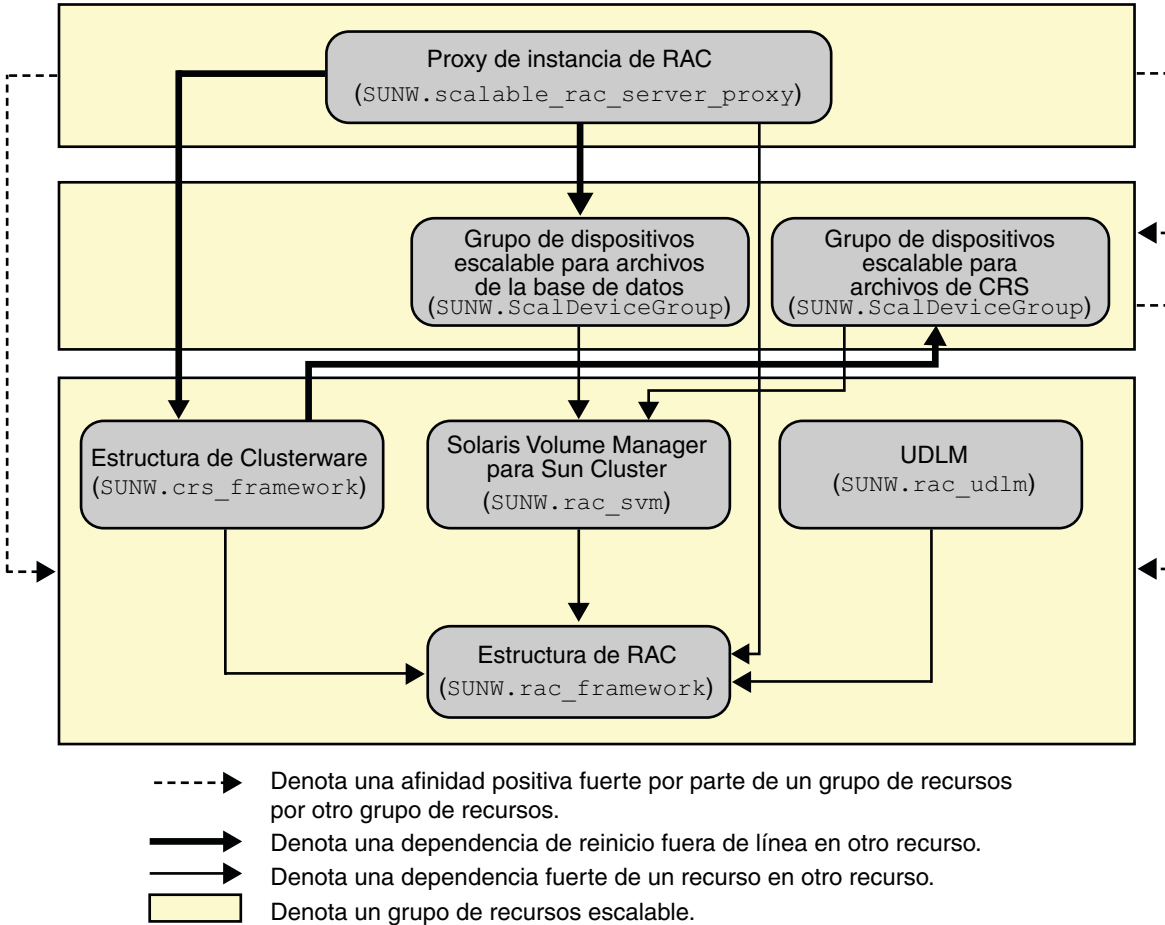 Proxy de instancia de RAC
(SUNW.scalable_rac_server_proxy)
Grupo de dispositivos
escalable para archivos
de la base de datos
(SUNW.ScalDeviceGroup)
Grupo de dispositivos
escalable para
archivos de CRS
(SUNW.ScalDeviceGroup)
Estructura de Clusterware
(SUNW.crs_framework)
Solaris Volume Manager
para Sun Cluster
(SUNW.rac_svm)
UDLM
(SUNW.rac_udlm)
Estructura de RAC
(SUNW.rac_framework)
Denota una afinidad positiva fuerte por parte de un grupo de recursos
por otro grupo de recursos.
Denota una dependencia de reinicio fuera de línea en otro recurso.
Denota una dependencia fuerte de un recurso en otro recurso.
Denota un grupo de recursos escalable.